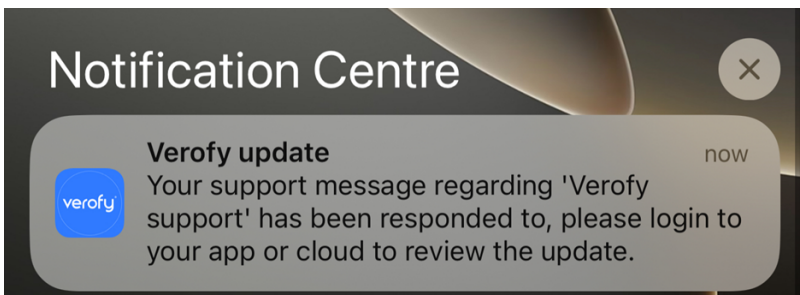 Notification Centre
Verofy update
now
verofy
Your support message regarding 'Verofy
support' has been responded to, please login to
your app or cloud to review the update.